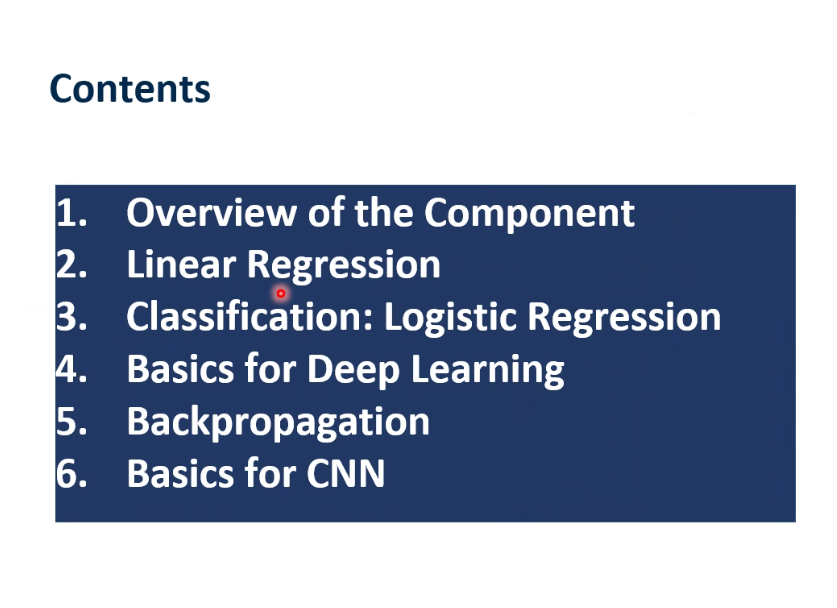 Contents
1. Overview of the Component
2. Linear Regression
3. Classification: Logistic Regression
4. Basics for Deep Learning
5. Backpropagation
6. Basics for CNN